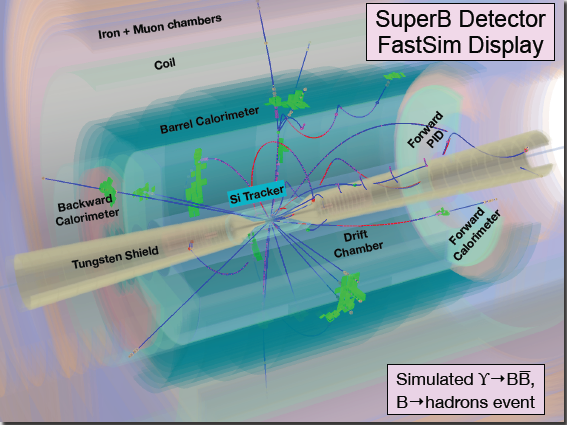 SuperB Detector
FastSim Display
Iron + Muon chambers
Coil
Barrel Calorimeter
Forward
PID
Si Tracker
Backward
Calorimeter
Drift
Chamber
Forward
Calorimeter
Tungsten Shield
Simulated ϒ→BB̅,
B→hadrons event